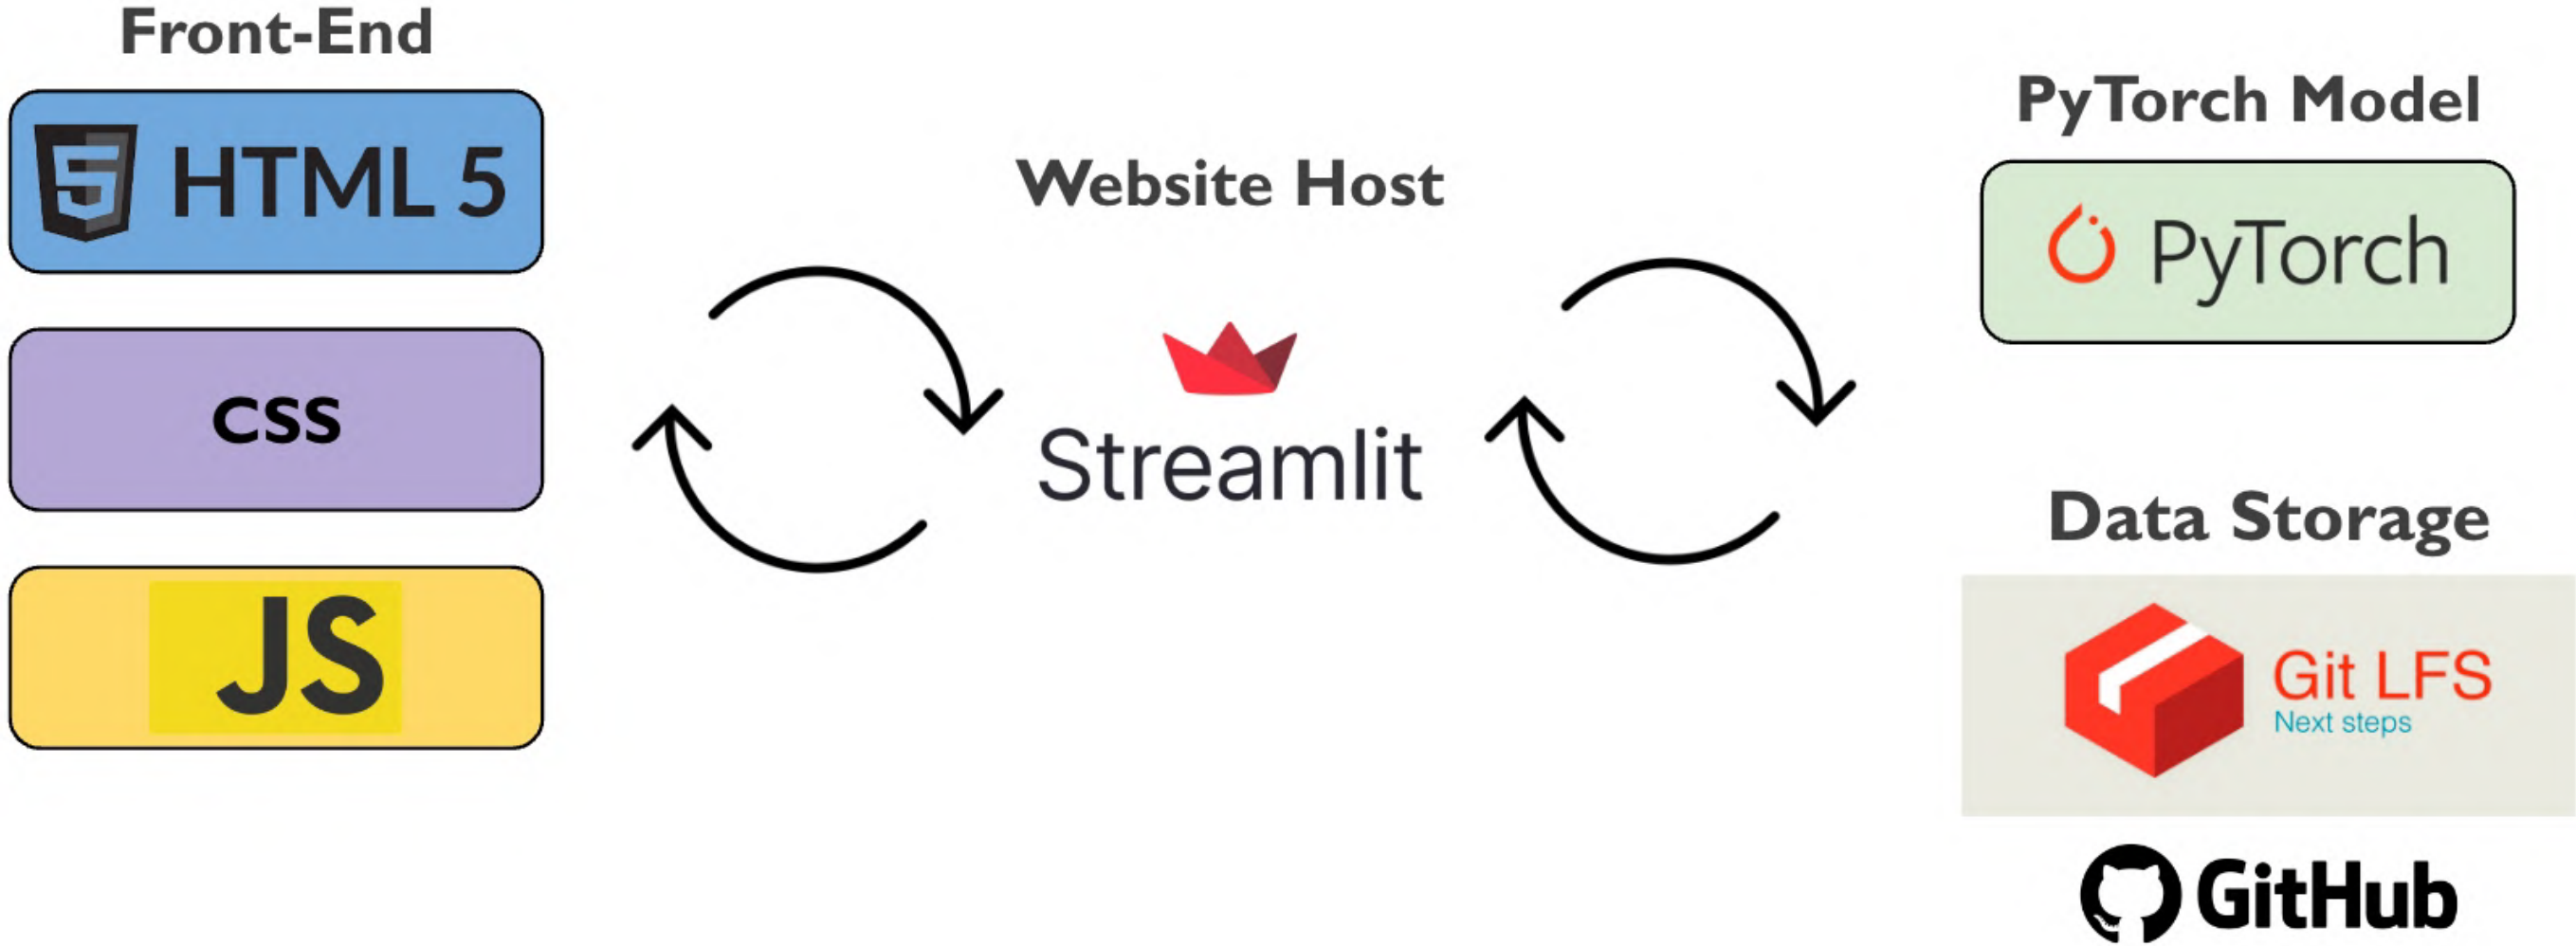 Front-End
HTML 5
CSS
JS
Website Host
Streamlit
PyTorch Model
PyTorch
Data Storage
Git LFS
Next steps
GitHub